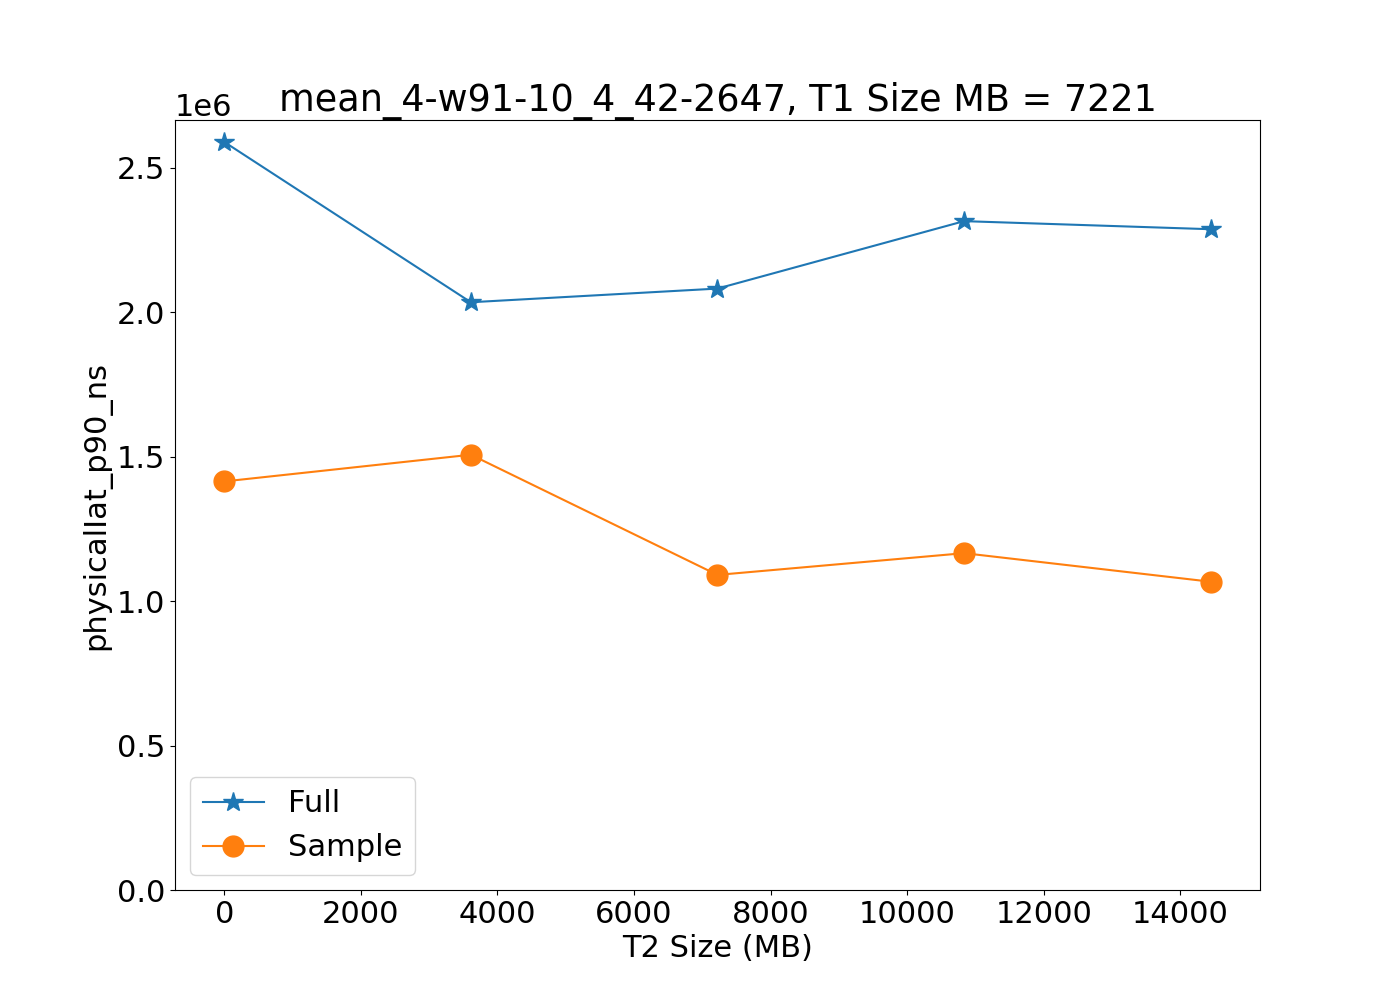 1e6
mean_4-w91-10_4_42-2647, T1 Size MB = 7221
physicallat_p90_ns
2.5
2.0
1.5
1.0
0.5
0.0
Full
Sample
0 2000 4000 6000 8000 10000 12000 14000
T2 Size (MB)